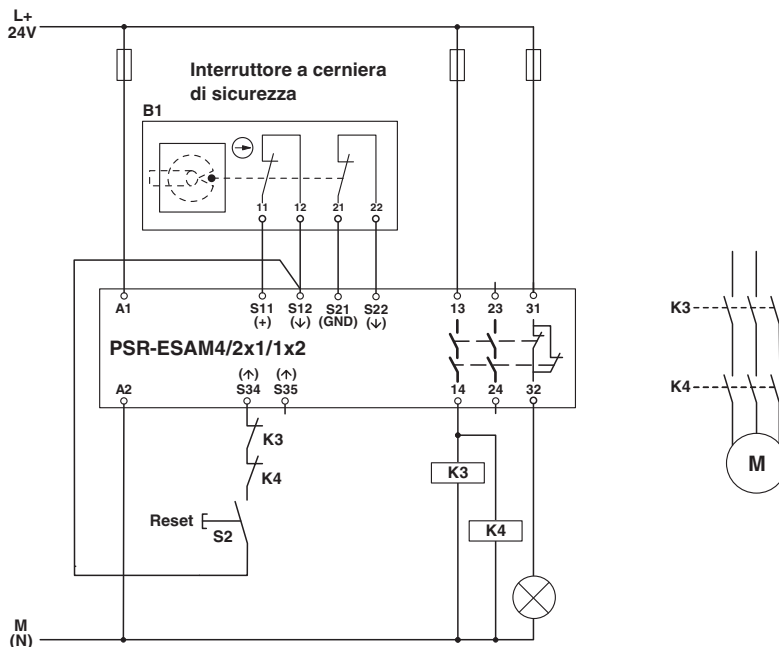 L+
24V
Interruttore a cerniera
di sicurezza
B1
11 12 21 22
A1 S11 S12 S21 S22 13 23 31
(+) (↓) (GND) (↓)
PSR-ESAM4/2x1/1x2
(↑) (↑)
A2 S34 S35 14 24 32
K3
K4
Reset
S2
K3
K4
M
(N)
K3
K4
M